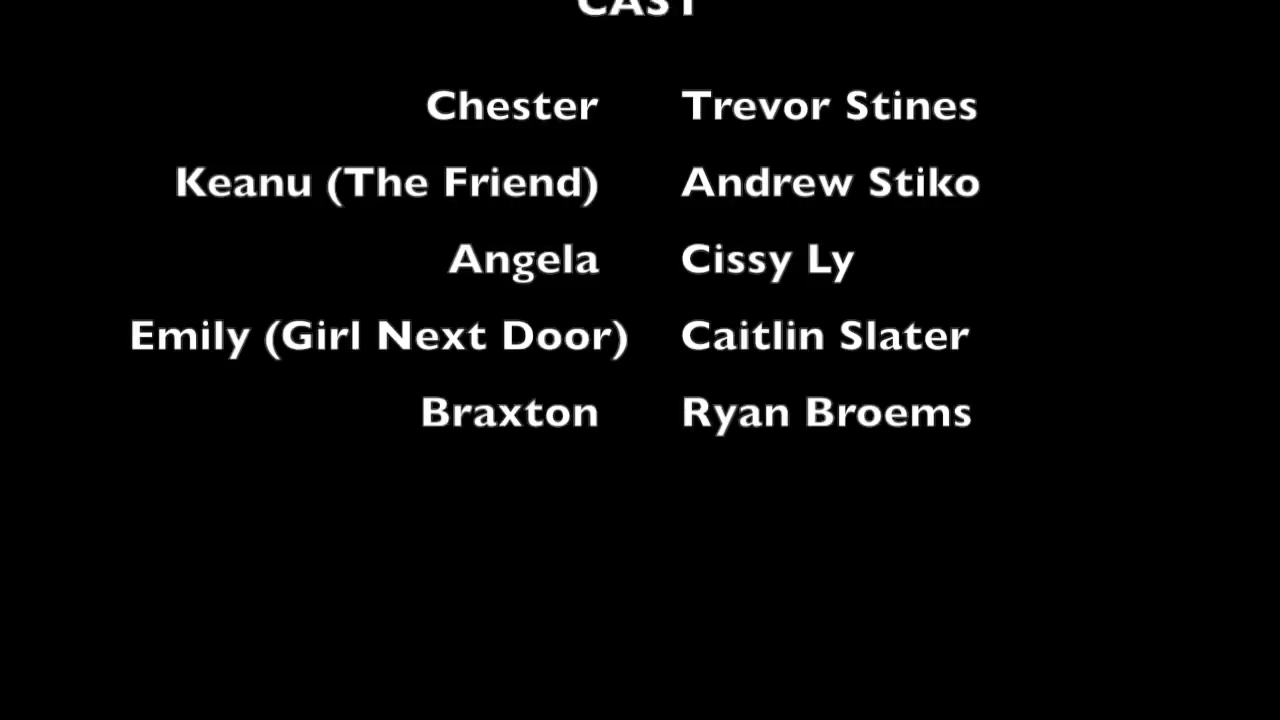 CAST
Chester Trevor Stines
Keanu (The Friend) Andrew Stiko
Angela Cissy Ly
Emily (Girl Next Door) Caitlin Slater
Braxton Ryan Broems